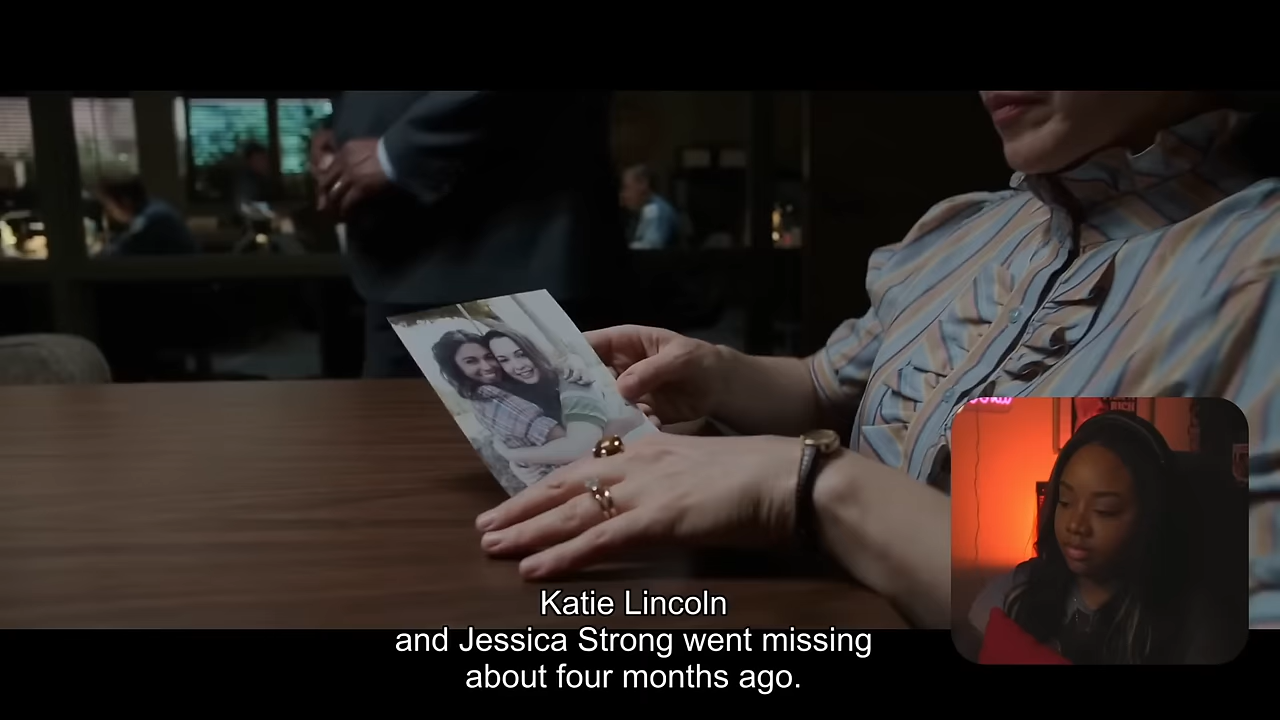 Katie Lincoln
and Jessica Strong went missing
about four months ago.